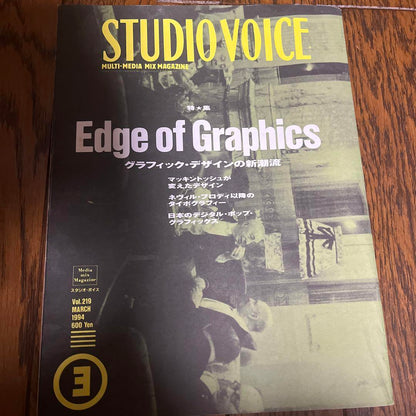 STUDIO VOICE
MULTI-MEDIA MIX MAGAZINE
特★集
Edge of Graphics
グラフィック・デザインの新潮流
マッキントッシュが
変えたデザイン
ネヴィル・ブロディ以降の
タイポグラフィー
日本のデジタル・ポップ・
グラフィックス
Media
mix
Magazine
スタジオ・ボイス
Vol. 219
MARCH
1994
600 Yen
3